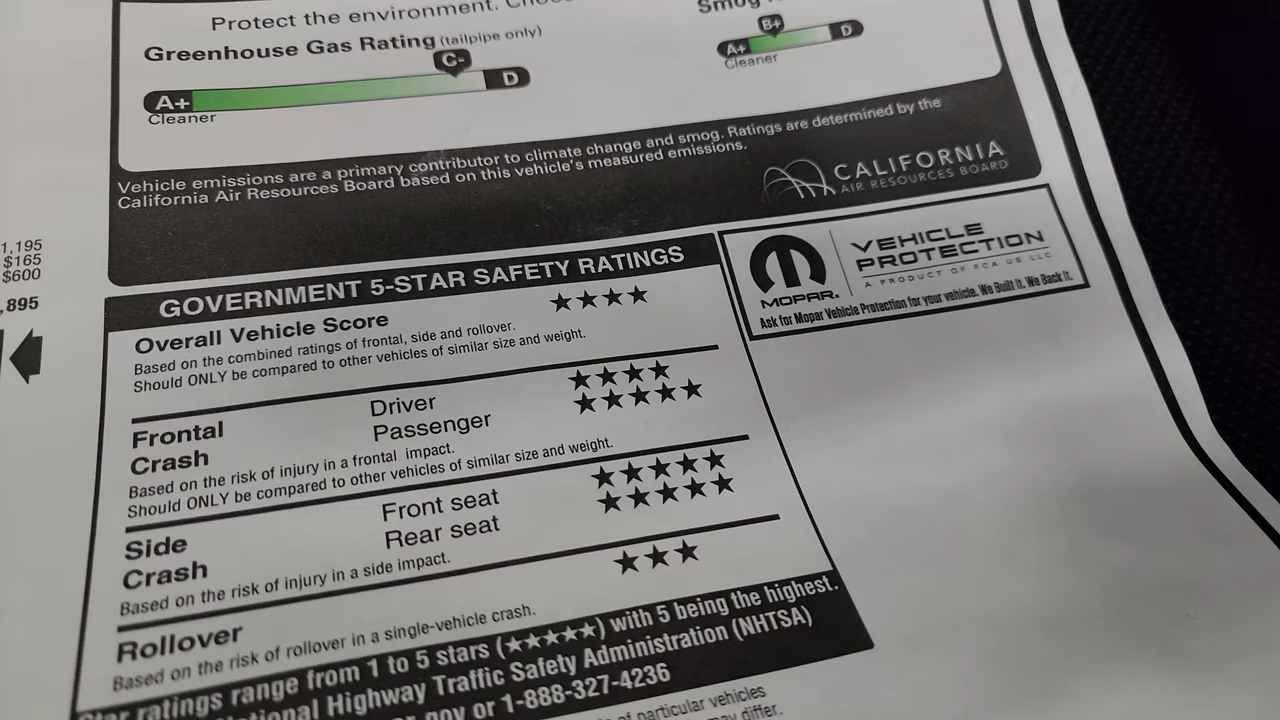 Protect the environment.
Smog
Greenhouse Gas Rating (tailpipe only)
C-
A+ D
Cleaner
B+
A+ D
Cleaner
Vehicle emissions are a primary contributor to climate change and smog. Ratings are determined by the
California Air Resources Board based on this vehicle's measured emissions.
CALIFORNIA
AIR RESOURCES BOARD
1,195
$165
$600
,895
GOVERNMENT 5-STAR SAFETY RATINGS
Overall Vehicle Score ★★★★
Based on the combined ratings of frontal, side and rollover.
Should ONLY be compared to other vehicles of similar size and weight.
Frontal Driver ★★★★
Crash Passenger ★★★★★
Based on the risk of injury in a frontal impact.
Should ONLY be compared to other vehicles of similar size and weight.
Side Front seat ★★★★★
Crash Rear seat ★★★★★
Based on the risk of injury in a side impact.
Rollover ★★★
Based on the risk of rollover in a single-vehicle crash.
Star ratings range from 1 to 5 stars (★★★★★) with 5 being the highest.
Highway Traffic Safety Administration (NHTSA)
gov or 1-888-327-4236
of particular vehicles
may differ.
MOPAR.
VEHICLE
PROTECTION
A PRODUCT OF FCA US LLC
Ask for Mopar Vehicle Protection for your vehicle. We Built it. We Back it.